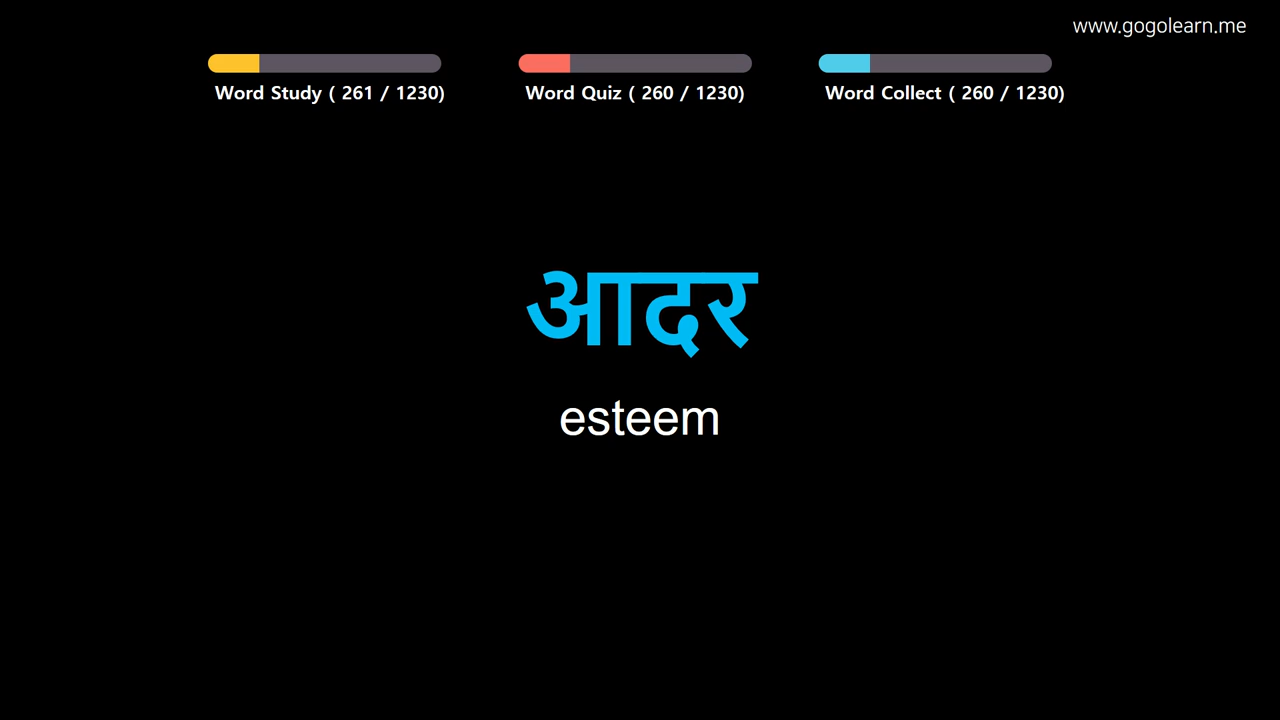 www.gogolearn.me
Word Study ( 261 / 1230)
Word Quiz ( 260 / 1230)
Word Collect ( 260 / 1230)
आदर
esteem